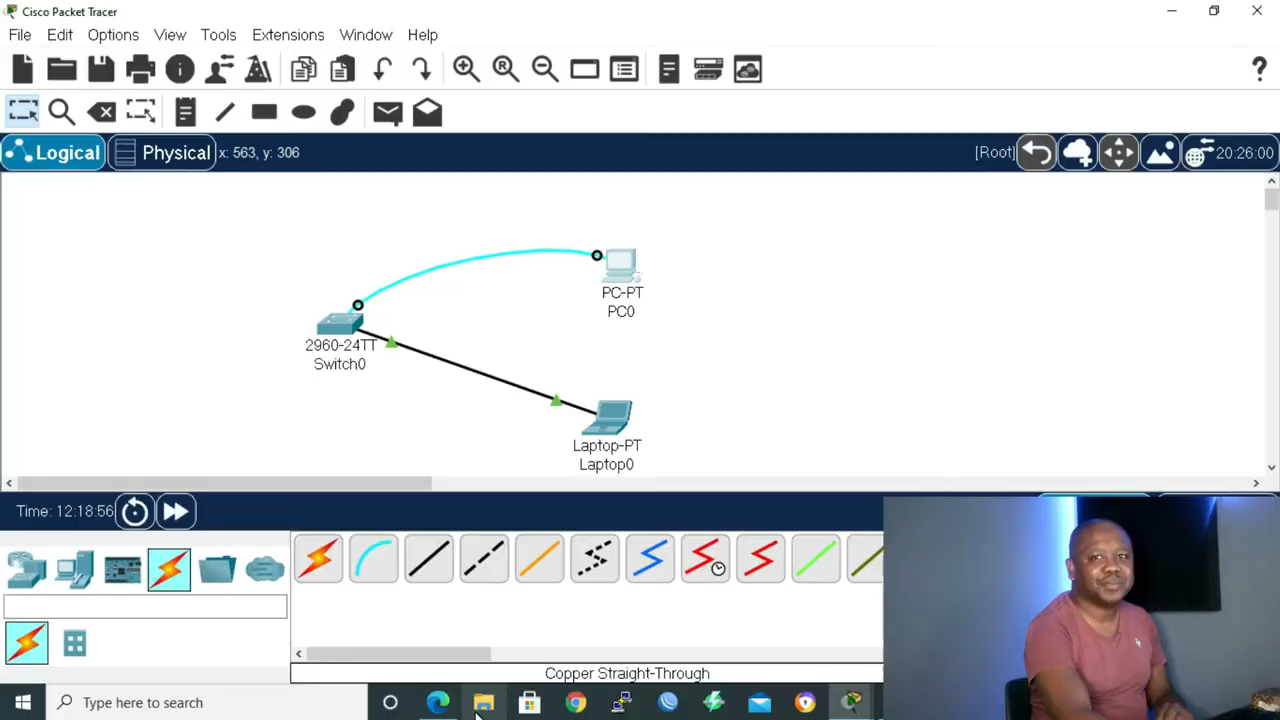 Cisco Packet Tracer
File Edit Options View Tools Extensions Window Help
Logical Physical x: 563, y: 306 [Root] 20:26:00
PC-PT
PC0
2960-24TT
Switch0
Laptop-PT
Laptop0
Time: 12:18:56
Copper Straight-Through
Type here to search